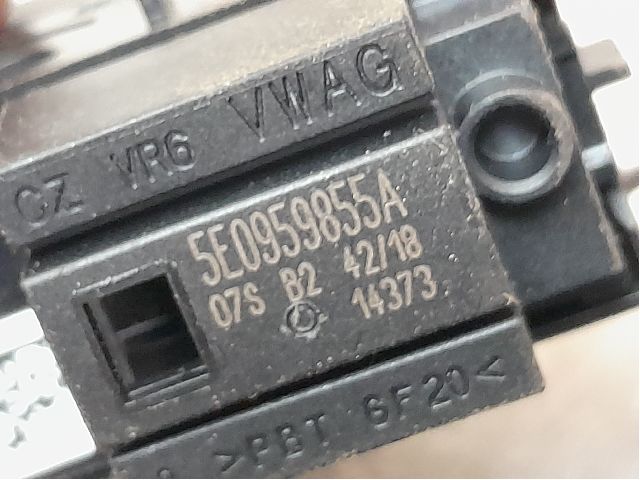 CZ VR6 VWAG
5E0959855A
07S B2 42/18
14373
>PBT GF20<